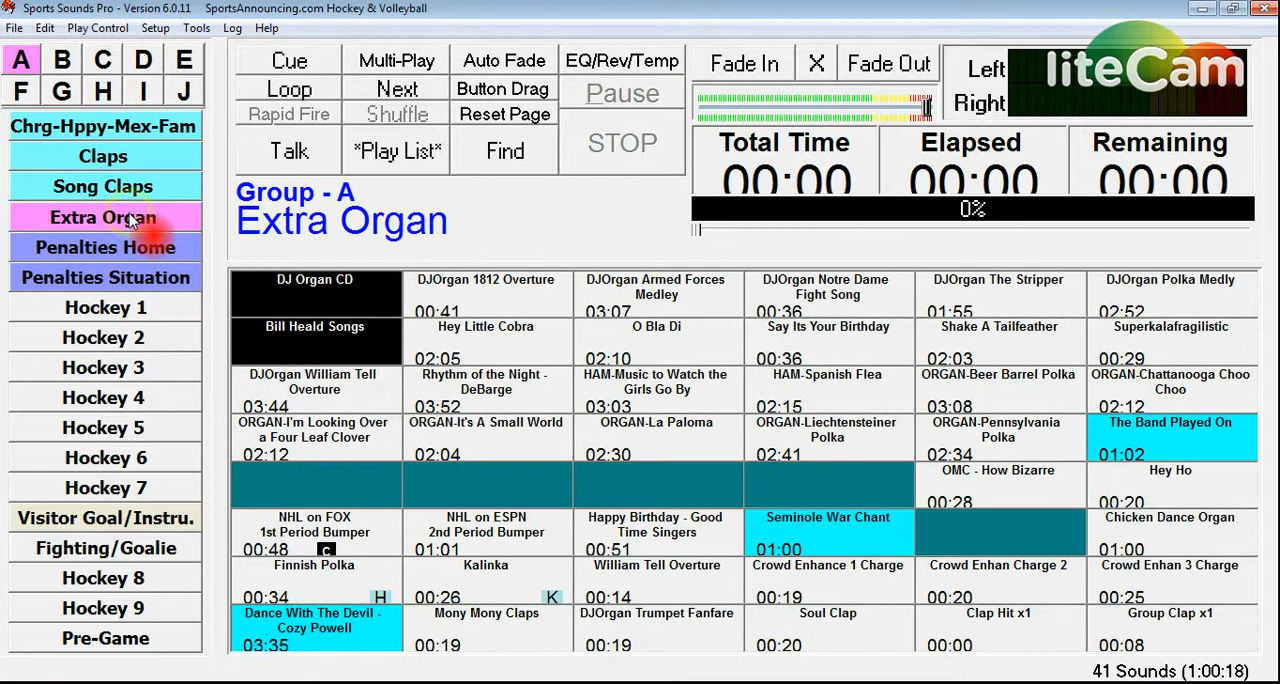 Sports Sounds Pro - Version 6.0.11 SportsAnnouncing.com Hockey & Volleyball
File Edit Play Control Setup Tools Log Help
A B C D E
F G H I J
Chrg-Hppy-Mex-Fam
Claps
Song Claps
Extra Organ
Penalties Home
Penalties Situation
Hockey 1
Hockey 2
Hockey 3
Hockey 4
Hockey 5
Hockey 6
Hockey 7
Visitor Goal/Instru.
Fighting/Goalie
Hockey 8
Hockey 9
Pre-Game
Cue Multi-Play Auto Fade EQ/Rev/Temp
Loop Next Button Drag Pause
Rapid Fire Shuffle Reset Page
Talk *Play List* Find STOP
Fade In X Fade Out
Left
Right
liteCam
Total Time Elapsed Remaining
00:00 00:00 00:00
0%
Group - A
Extra Organ
DJ Organ CD
DJOrgan 1812 Overture
00:41
DJOrgan Armed Forces
Medley
03:07
DJOrgan Notre Dame
Fight Song
00:36
DJOrgan The Stripper
01:55
DJOrgan Polka Medly
02:52
Bill Heald Songs
Hey Little Cobra
02:05
O Bla Di
02:10
Say Its Your Birthday
00:36
Shake A Tailfeather
02:03
Superkalafragilistic
00:29
DJOrgan William Tell
Overture
03:44
Rhythm of the Night -
DeBarge
03:52
HAM-Music to Watch the
Girls Go By
03:03
HAM-Spanish Flea
02:15
ORGAN-Beer Barrel Polka
03:08
ORGAN-Chattanooga Choo
Choo
02:12
ORGAN-I'm Looking Over
a Four Leaf Clover
02:12
ORGAN-It's A Small World
02:04
ORGAN-La Paloma
02:30
ORGAN-Liechtensteiner
Polka
02:41
ORGAN-Pennsylvania
Polka
02:34
The Band Played On
01:02
OMC - How Bizarre
00:28
Hey Ho
00:20
NHL on FOX
1st Period Bumper
00:48 C
NHL on ESPN
2nd Period Bumper
01:01
Happy Birthday - Good
Time Singers
00:51
Seminole War Chant
01:00
Chicken Dance Organ
01:00
Finnish Polka
00:34 H
Kalinka
00:26 K
William Tell Overture
00:14
Crowd Enhance 1 Charge
00:19
Crowd Enhan Charge 2
00:20
Crowd Enhan 3 Charge
00:25
Dance With The Devil -
Cozy Powell
03:35
Mony Mony Claps
00:19
DJOrgan Trumpet Fanfare
00:19
Soul Clap
00:20
Clap Hit x1
00:00
Group Clap x1
00:08
41 Sounds (1:00:18)